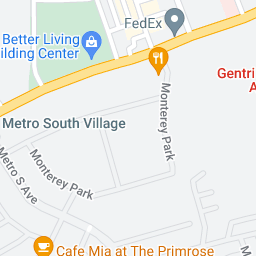 FedEx
Better Living
ilding Center
Gentri
A
Monterey Park
Metro South Village
Metro S Ave
Monterey Park
Cafe Mia at The Primrose